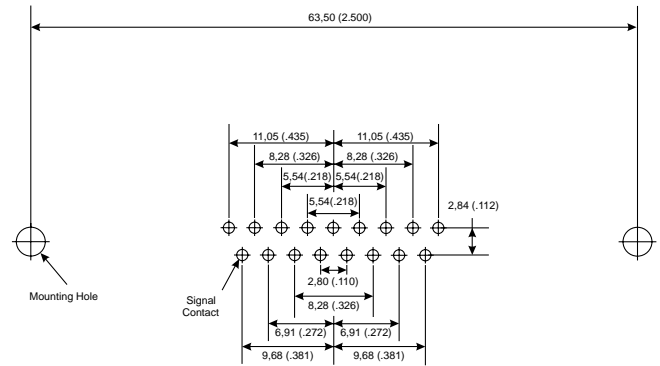 63,50 (2.500)
11,05 (.435) 11,05 (.435)
8,28 (.326) 8,28 (.326)
5,54(.218) 5,54(.218)
5,54(.218)
2,84 (.112)
Mounting Hole
Signal
Contact
2,80 (.110)
8,28 (.326)
6,91 (.272) 6,91 (.272)
9,68 (.381) 9,68 (.381)